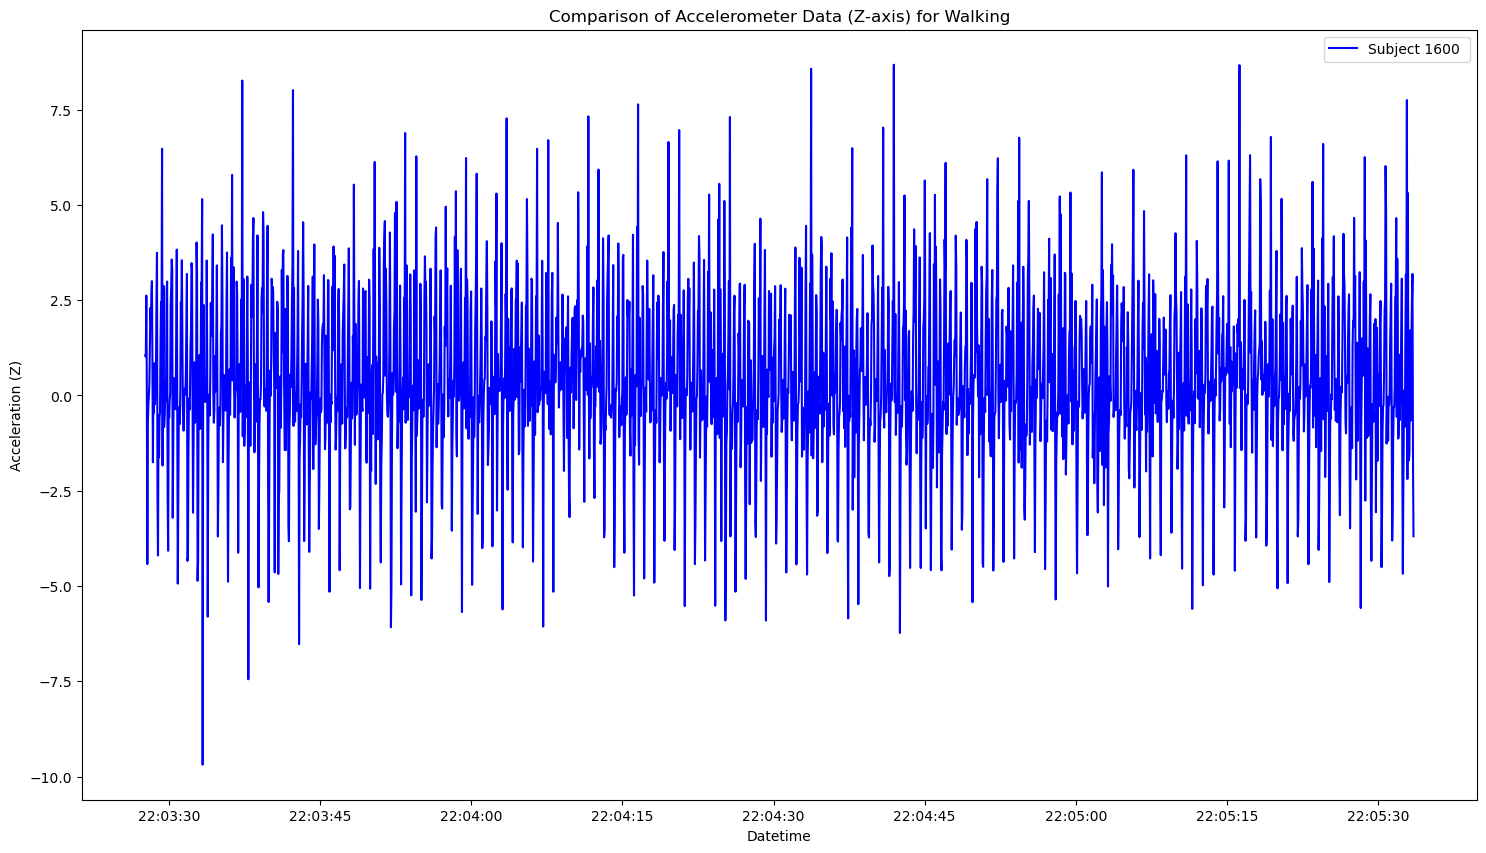 Comparison of Accelerometer Data (Z-axis) for Walking
Subject 1600
Acceleration (Z)
7.5
5.0
2.5
0.0
−2.5
−5.0
−7.5
−10.0
22:03:30 22:03:45 22:04:00 22:04:15 22:04:30 22:04:45 22:05:00 22:05:15 22:05:30
Datetime